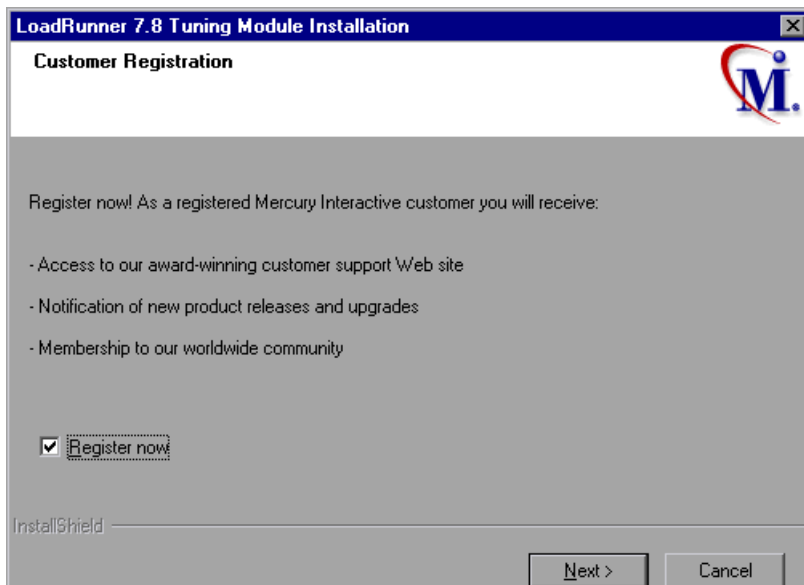 LoadRunner 7.8 Tuning Module Installation
Customer Registration
M.
Register now! As a registered Mercury Interactive customer you will receive:
- Access to our award-winning customer support Web site
- Notification of new product releases and upgrades
- Membership to our worldwide community
Register now
InstallShield
Next >
Cancel